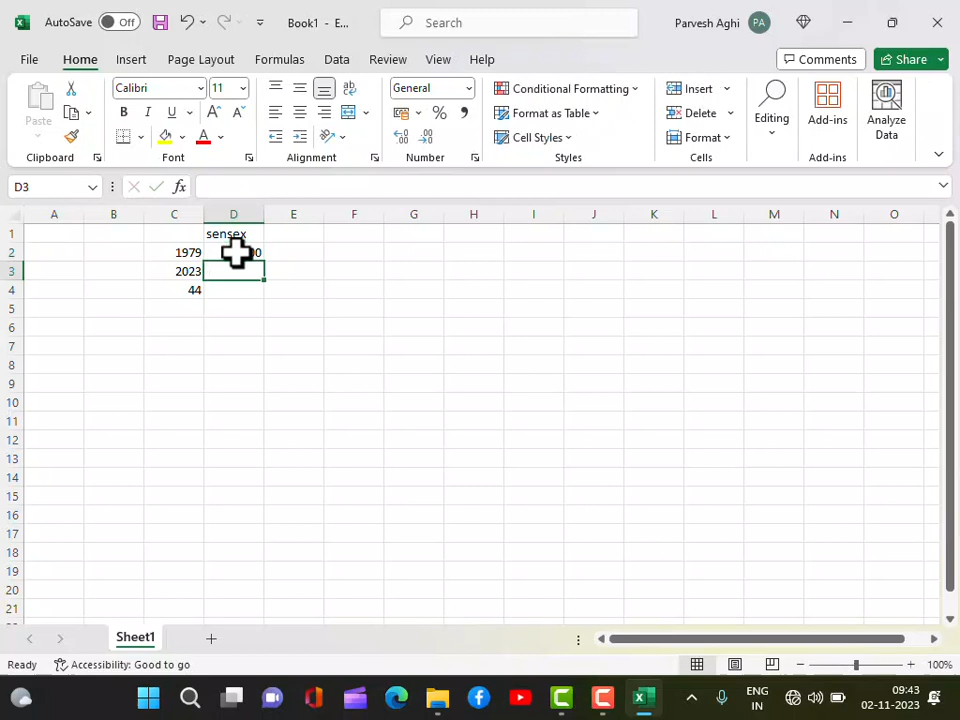 AutoSave Off Book1 - E... Search Parvesh Aghi PA
File Home Insert Page Layout Formulas Data Review View Help Comments Share
Paste Calibri 11 General Conditional Formatting Insert
B I U A % Format as Table Delete Editing Add-ins Analyze Data
Cell Styles Format
Clipboard Font Alignment Number Styles Cells Add-ins
D3 fx
A B C D E F G H I J K L M N O
1 sensex
2 1979
3 2023
4 44
5
6
7
8
9
10
11
12
13
14
15
16
17
18
19
20
21
Sheet1
Ready Accessibility: Good to go 100%
ENG IN 09:43 02-11-2023